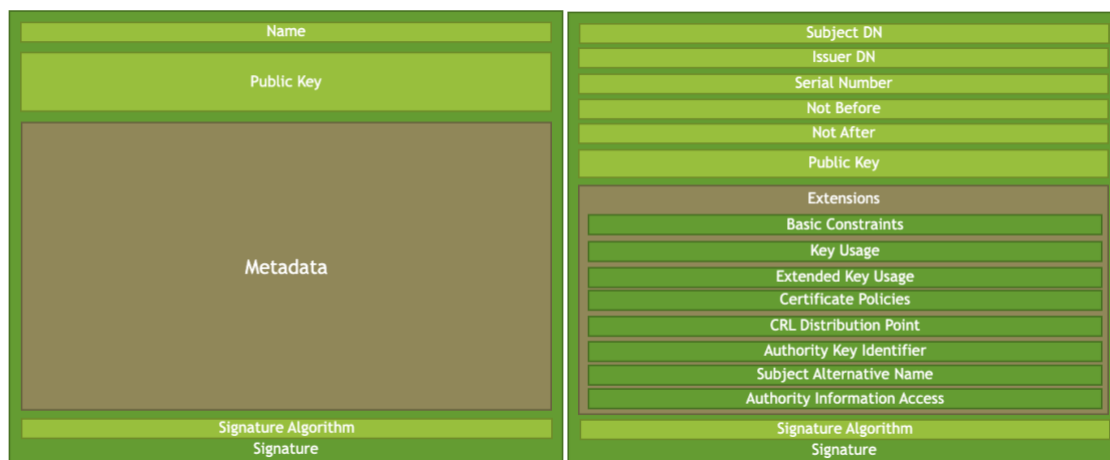 Name
Public Key
Metadada
Signature Algorithm
Signature
Subject DN
Issuer DN
Serial Number
Not Before
Not After
Public Key
Extensions
Basic Constraints
Key Usage
Extended Key Usage
Certificate Policies
CRL Distribution Point
Authority Key Identifier
Subject Alternative Name
Authority Information Access
Signature Algorithm
Signature